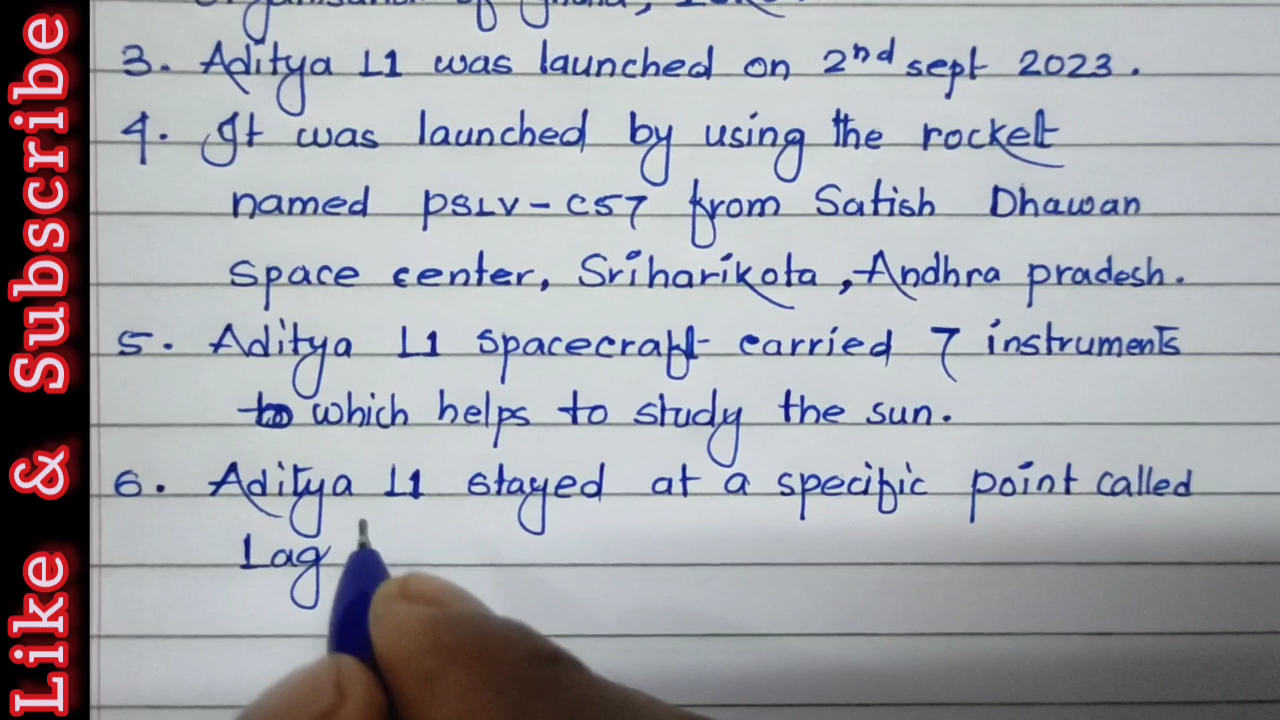 Like & Subscribe
3. Aditya L1 was launched on 2nd sept 2023.
4. It was launched by using the rocket
named PSLV-C57 from Satish Dhawan
Space center, Sriharikota, Andhra pradesh.
5. Aditya L1 spacecraft carried 7 instruments
to which helps to study the sun.
6. Aditya L1 stayed at a specific point called
Lag